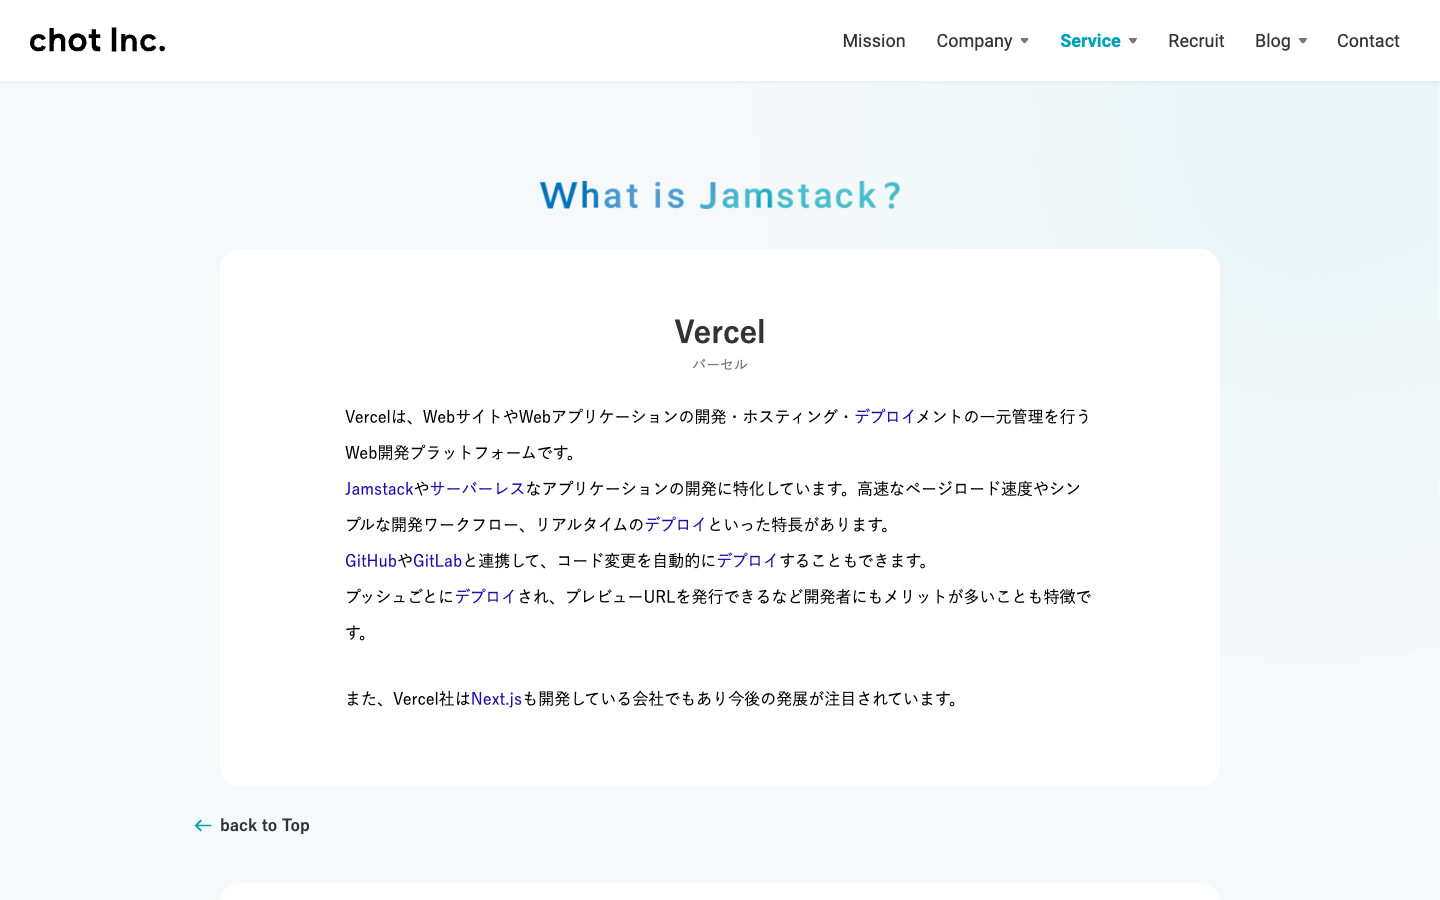 chot Inc.
Mission Company Service Recruit Blog Contact
What is Jamstack?
Vercel
バーセル
Vercelは、WebサイトやWebアプリケーションの開発・ホスティング・デプロイメントの一元管理を行う
Web開発プラットフォームです。
Jamstackやサーバーレスなアプリケーションの開発に特化しています。高速なページロード速度やシン
プルな開発ワークフロー、リアルタイムのデプロイといった特長があります。
GitHubやGitLabと連携して、コード変更を自動的にデプロイすることもできます。
プッシュごとにデプロイされ、プレビューURLを発行できるなど開発者にもメリットが多いことも特徴で
す。
また、Vercel社はNext.jsも開発している会社でもあり今後の発展が注目されています。
back to Top